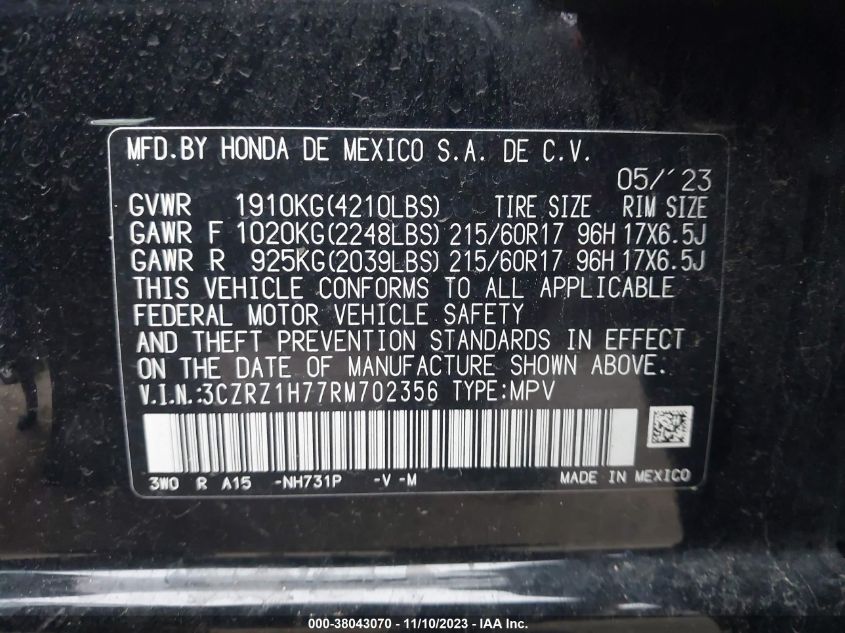 MFD.BY HONDA DE MEXICO S.A. DE C.V.
05/'23
GVWR 1910KG(4210LBS) TIRE SIZE RIM SIZE
GAWR F 1020KG(2248LBS) 215/60R17 96H 17X6.5J
GAWR R 925KG(2039LBS) 215/60R17 96H 17X6.5J
THIS VEHICLE CONFORMS TO ALL APPLICABLE
FEDERAL MOTOR VEHICLE SAFETY
AND THEFT PREVENTION STANDARDS IN EFFECT
ON THE DATE OF MANUFACTURE SHOWN ABOVE.
V.I.N.:3CZRZ1H77RM702356 TYPE:MPV
3W0 R A15 -NH731P -V -M MADE IN MEXICO
000-38043070 - 11/10/2023 - IAA Inc.